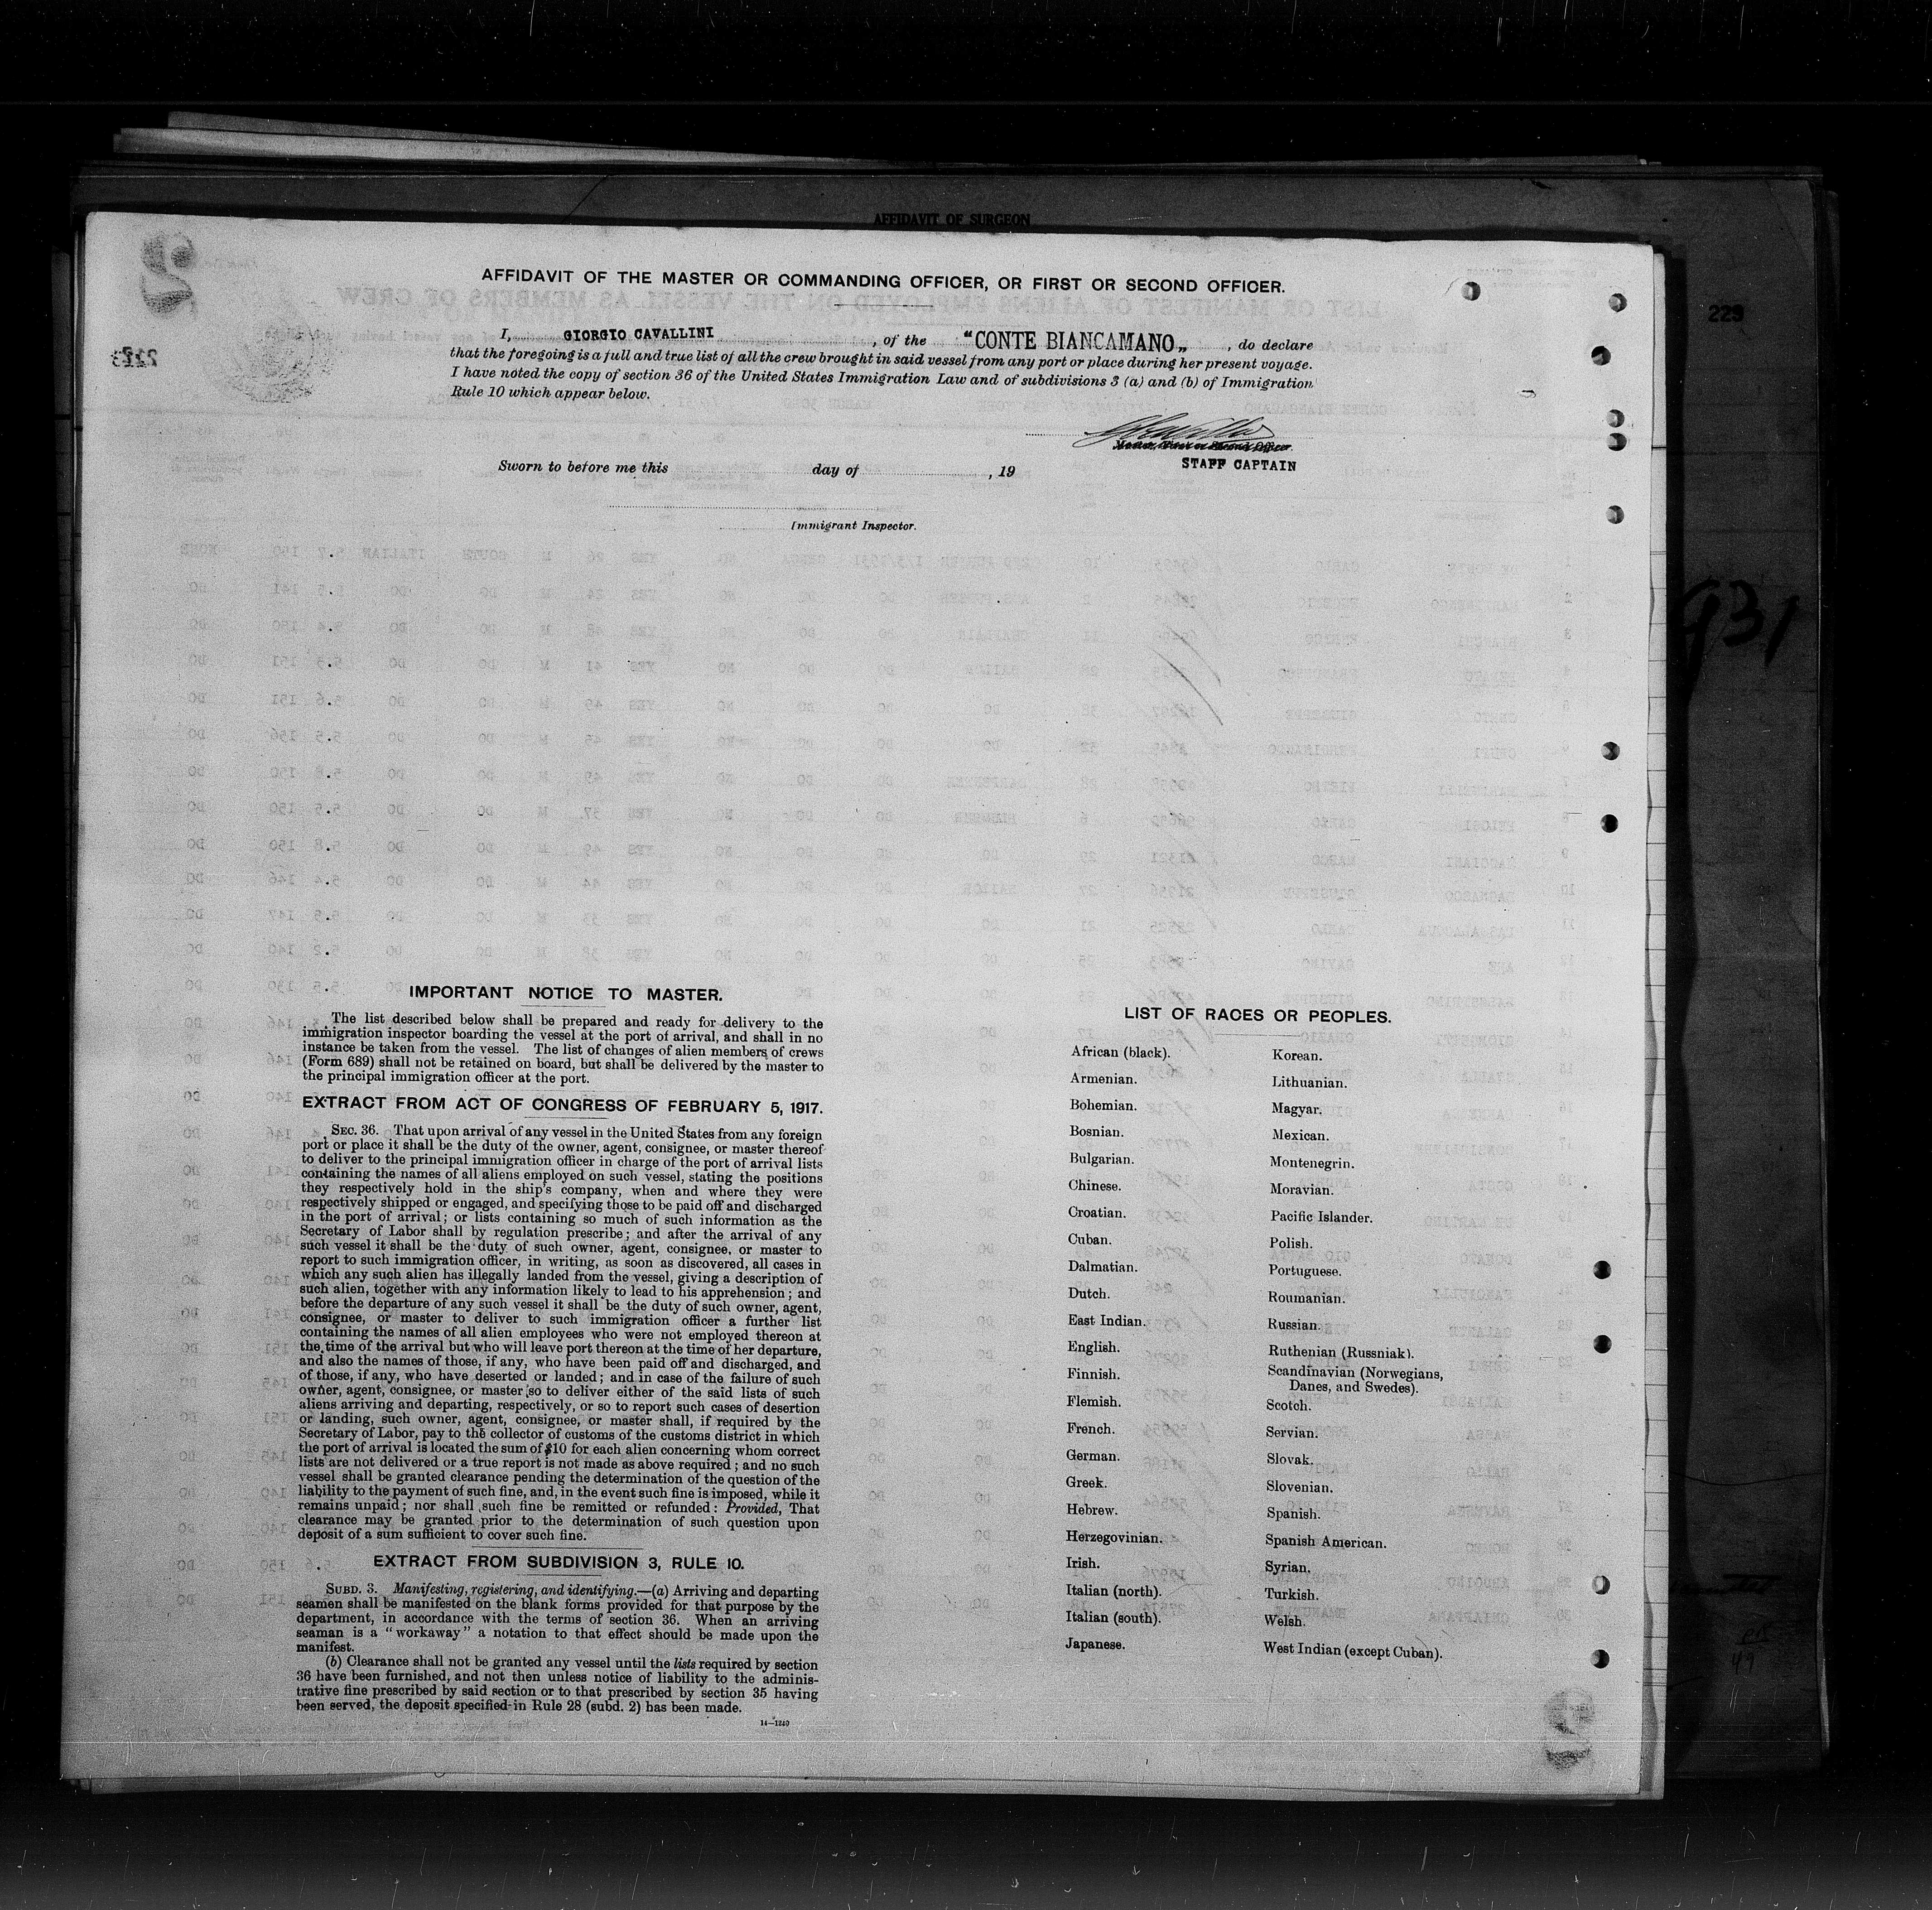 AFFIDAVIT OF SURGEON
AFFIDAVIT OF THE MASTER OR COMMANDING OFFICER, OR FIRST OR SECOND OFFICER.
I, GIORGIO CAVALLINI, of the "CONTE BIANCAMANO", do declare
that the foregoing is a full and true list of all the crew brought in said vessel from any port or place during her present voyage.
I have noted the copy of section 36 of the United States Immigration Law and of subdivisions 3 (a) and (b) of Immigration
Rule 10 which appear below.
Master, First or Second Officer.
STAFF CAPTAIN
Sworn to before me this day of , 19
Immigrant Inspector.
229
931
IMPORTANT NOTICE TO MASTER.
The list described below shall be prepared and ready for delivery to the
immigration inspector boarding the vessel at the port of arrival, and shall in no
instance be taken from the vessel. The list of changes of alien members of crews
(Form 689) shall not be retained on board, but shall be delivered by the master to
the principal immigration officer at the port.
EXTRACT FROM ACT OF CONGRESS OF FEBRUARY 5, 1917.
SEC. 36. That upon arrival of any vessel in the United States from any foreign
port or place it shall be the duty of the owner, agent, consignee, or master thereof
to deliver to the principal immigration officer in charge of the port of arrival lists
containing the names of all aliens employed on such vessel, stating the positions
they respectively hold in the ship's company, when and where they were
respectively shipped or engaged, and specifying those to be paid off and discharged
in the port of arrival; or lists containing so much of such information as the
Secretary of Labor shall by regulation prescribe; and after the arrival of any
such vessel it shall be the duty of such owner, agent, consignee, or master to
report to such immigration officer, in writing, as soon as discovered, all cases in
which any such alien has illegally landed from the vessel, giving a description of
such alien, together with any information likely to lead to his apprehension; and
before the departure of any such vessel it shall be the duty of such owner, agent,
consignee, or master to deliver to such immigration officer a further list
containing the names of all alien employees who were not employed thereon at
the time of the arrival but who will leave port thereon at the time of her departure,
and also the names of those, if any, who have been paid off and discharged, and
of those, if any, who have deserted or landed; and in case of the failure of such
owner, agent, consignee, or master so to deliver either of the said lists of such
aliens arriving and departing, respectively, or so to report such cases of desertion
or landing, such owner, agent, consignee, or master shall, if required by the
Secretary of Labor, pay to the collector of customs of the customs district in which
the port of arrival is located the sum of $10 for each alien concerning whom correct
lists are not delivered or a true report is not made as above required; and no such
vessel shall be granted clearance pending the determination of the question of the
liability to the payment of such fine, and, in the event such fine is imposed, while it
remains unpaid; nor shall such fine be remitted or refunded: Provided, That
clearance may be granted prior to the determination of such question upon
deposit of a sum sufficient to cover such fine.
EXTRACT FROM SUBDIVISION 3, RULE 10.
SUBD. 3. Manifesting, registering, and identifying.—(a) Arriving and departing
seamen shall be manifested on the blank forms provided for that purpose by the
department, in accordance with the terms of section 36. When an arriving
seaman is a "workaway" a notation to that effect should be made upon the
manifest.
(b) Clearance shall not be granted any vessel until the lists required by section
36 have been furnished, and not then unless notice of liability to the adminis-
trative fine prescribed by said section or to that prescribed by section 35 having
been served, the deposit specified in Rule 28 (subd. 2) has been made.
14—1240
LIST OF RACES OR PEOPLES.
African (black).
Armenian.
Bohemian.
Bosnian.
Bulgarian.
Chinese.
Croatian.
Cuban.
Dalmatian.
Dutch.
East Indian.
English.
Finnish.
Flemish.
French.
German.
Greek.
Hebrew.
Herzegovinian.
Irish.
Italian (north).
Italian (south).
Japanese.
Korean.
Lithuanian.
Magyar.
Mexican.
Montenegrin.
Moravian.
Pacific Islander.
Polish.
Portuguese.
Roumanian.
Russian.
Ruthenian (Russniak).
Scandinavian (Norwegians,
Danes, and Swedes).
Scotch.
Servian.
Slovak.
Slovenian.
Spanish.
Spanish American.
Syrian.
Turkish.
Welsh.
West Indian (except Cuban).